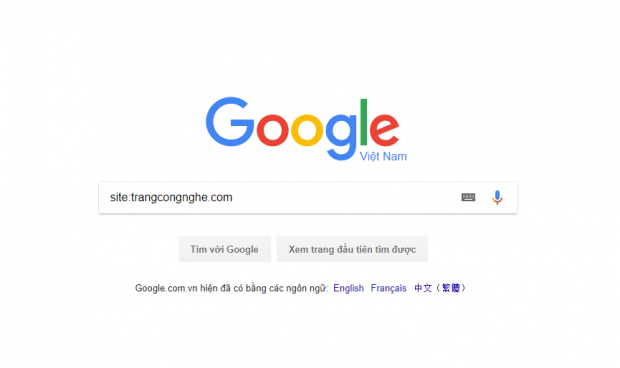 Google
Việt Nam
site:trangcongnghe.com
Tìm với Google Xem trang đầu tiên tìm được
Google.com.vn hiện đã có bằng các ngôn ngữ: English Français 中文（繁體）